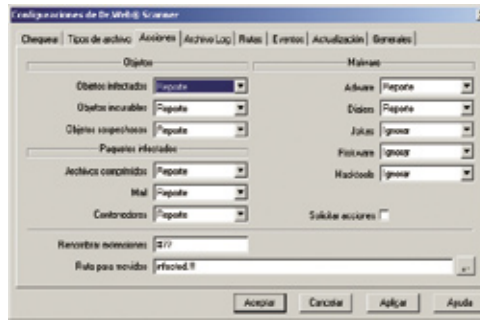 Configuraciones de Dr.Web® Scanner
Chequear Tipos de archivo Acciones Archivo Log Rutas Eventos Actualización Generales
Objetos
Malware
Objetos infectados Reporte
Adware Reporte
Objetos incurables Reporte
Dialers Reporte
Objetos sospechosos Reporte
Jokes Ignorar
Paquetes infectados
Riskware Ignorar
Archivos comprimidos Reporte
Hacktools Ignorar
Mail Reporte
Contenedores Reporte
Solicitar acciones
Renombrar extensiones #??
Ruta para movidos infected.!!!
Aceptar Cancelar Aplicar Ayuda